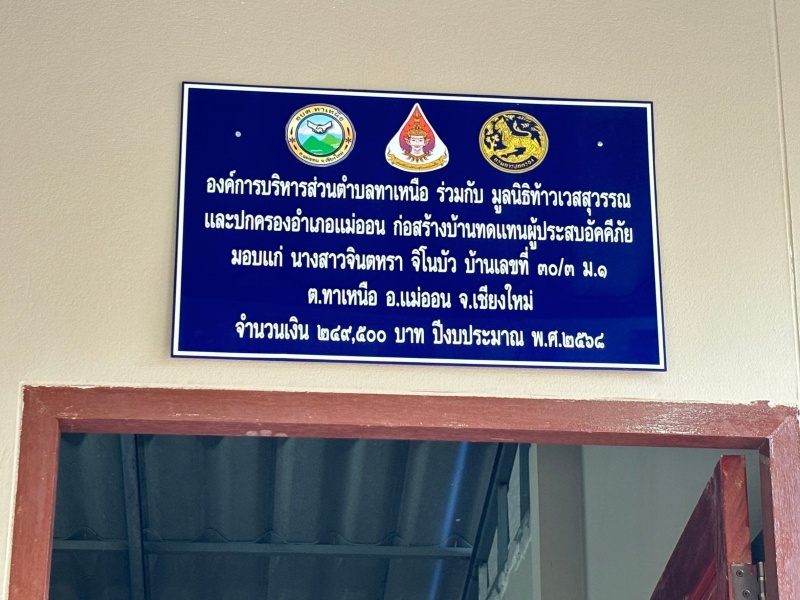 อบต.ทาเหนือ
องค์การบริหารส่วนตำบลทาเหนือ ร่วมกับ มูลนิธิท้าวเวสสุวรรณ
และปกครองอำเภอแม่ออน ก่อสร้างบ้านทดแทนผู้ประสบอัคคีภัย
มอบแก่ นางสาวจินตหรา จิโนบัว บ้านเลขที่ ๓๐/๓ ม.๑
ต.ทาเหนือ อ.แม่ออน จ.เชียงใหม่
จำนวนเงิน ๒๔๙,๕๐๐ บาท ปีงบประมาณ พ.ศ.๒๕๖๘